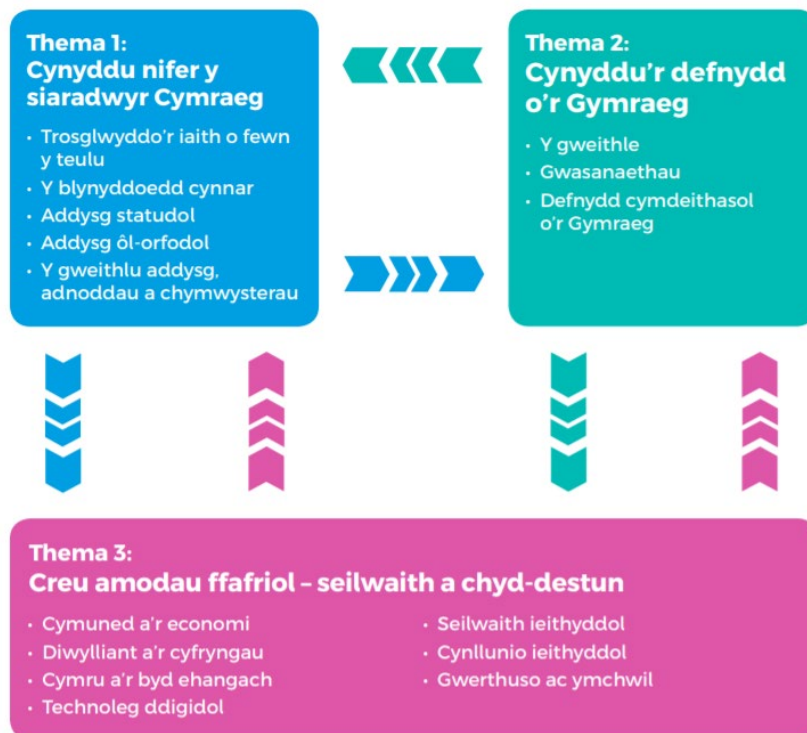 Thema 1:
Cynyddu nifer y
siaradwyr Cymraeg
• Trosglwyddo'r iaith o fewn
y teulu
• Y blynyddoedd cynnar
• Addysg statudol
• Addysg ôl-orfodol
• Y gweithlu addysg,
adnoddau a chymwysterau
Thema 2:
Cynyddu'r defnydd
o'r Gymraeg
• Y gweithle
• Gwasanaethau
• Defnydd cymdeithasol
o'r Gymraeg
Thema 3:
Creu amodau ffafriol – seilwaith a chyd-destun
• Cymuned a'r economi
• Diwylliant a'r cyfryngau
• Cymru a'r byd ehangach
• Technoleg ddigidol
• Seilwaith ieithyddol
• Cynllunio ieithyddol
• Gwerthuso ac ymchwil